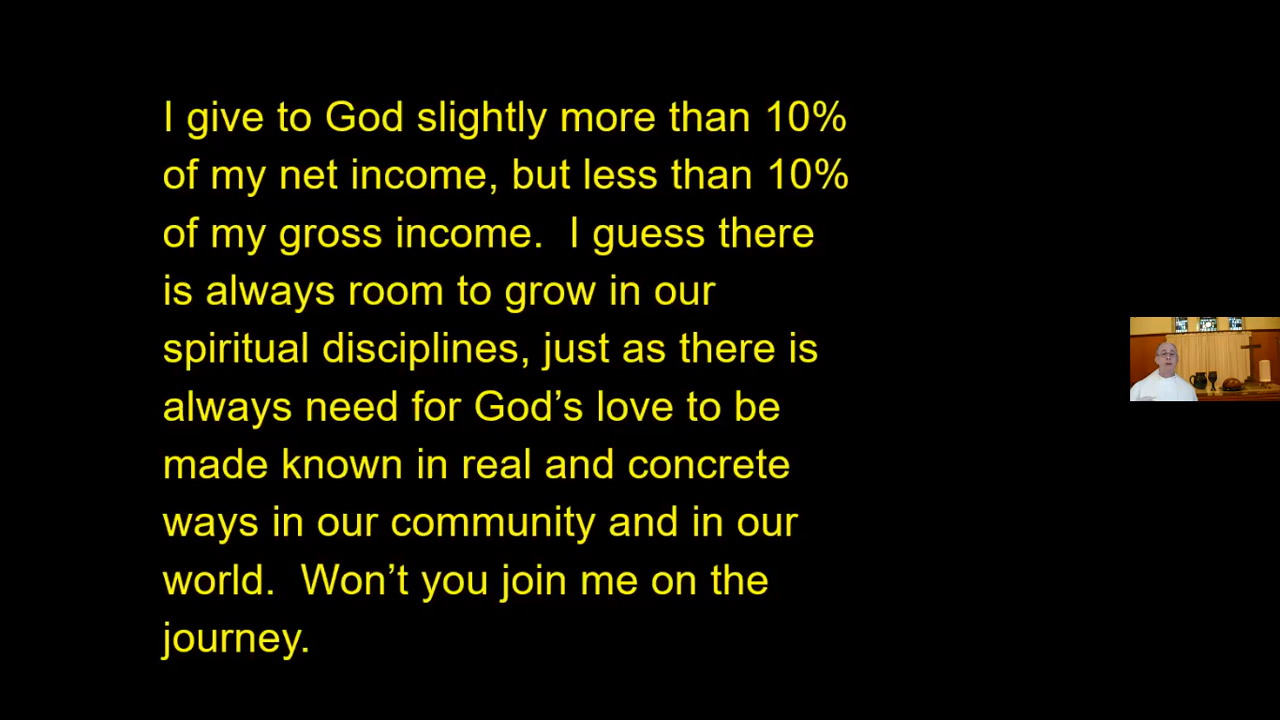 I give to God slightly more than 10%
of my net income, but less than 10%
of my gross income.  I guess there
is always room to grow in our
spiritual disciplines, just as there is
always need for God’s love to be
made known in real and concrete
ways in our community and in our
world.  Won’t you join me on the
journey.